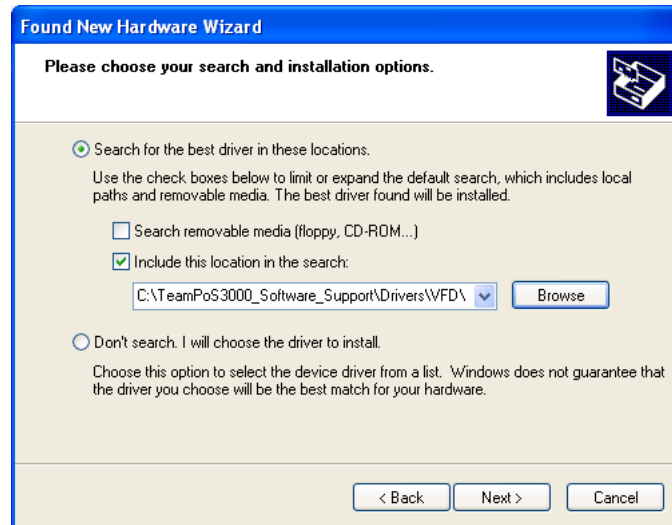 Found New Hardware Wizard
Please choose your search and installation options.
Search for the best driver in these locations.
Use the check boxes below to limit or expand the default search, which includes local
paths and removable media. The best driver found will be installed.
Search removable media (floppy, CD-ROM...)
Include this location in the search:
C:\TeamPoS3000_Software_Support\Drivers\VFD\
Browse
Don't search. I will choose the driver to install.
Choose this option to select the device driver from a list. Windows does not guarantee that
the driver you choose will be the best match for your hardware.
< Back Next > Cancel